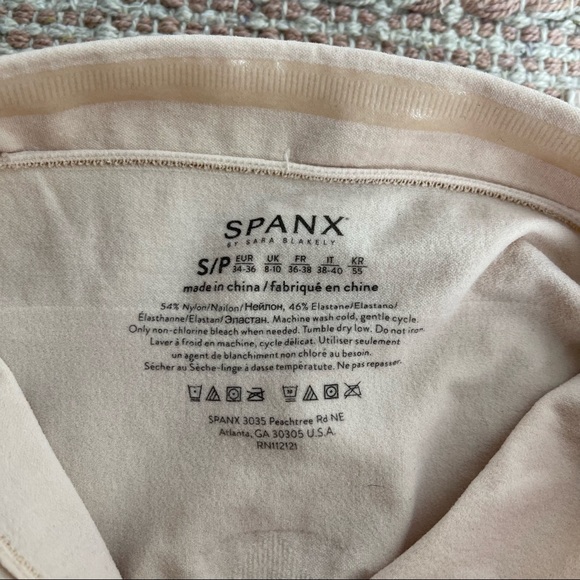 SPANX™
BY SARA BLAKELY
S/P EUR 34-36 UK 8-10 FR 36-38 IT 38-40 KR 55
made in china / fabriqué en chine
54% Nylon/Nailon/Нейлон, 46% Elastane/Elastano/
Élasthanne/Elastan/Эластан. Machine wash cold, gentle cycle.
Only non-chlorine bleach when needed. Tumble dry low. Do not iron.
Laver à froid en machine, cycle délicat. Utiliser seulement
un agent de blanchiment non chloré au besoin.
Sécher au Sèche-linge à dasse température. Ne pas repasser.
SPANX 3035 Peachtree Rd NE
Atlanta, GA 30305 U.S.A.
RN112121